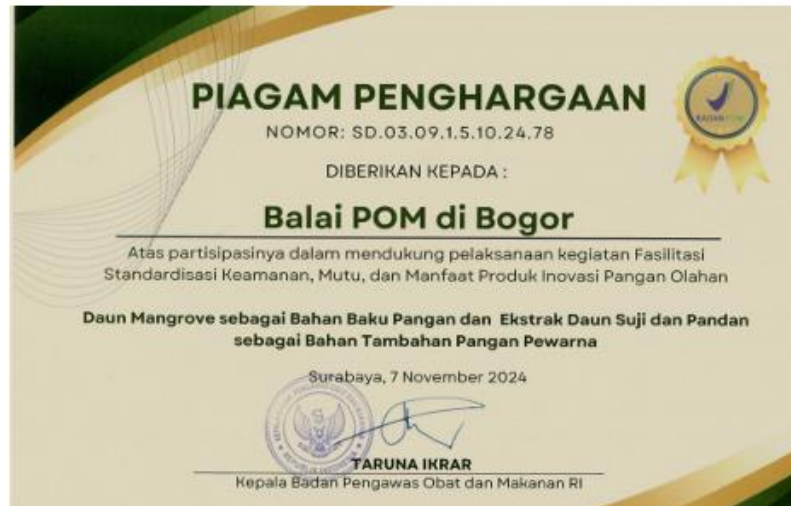 PIAGAM PENGHARGAAN
NOMOR: SD.03.09.1.5.10.24.78
BADAN POM
DIBERIKAN KEPADA :
Balai POM di Bogor
Atas partisipasinya dalam mendukung pelaksanaan kegiatan Fasilitasi
Standardisasi Keamanan, Mutu, dan Manfaat Produk Inovasi Pangan Olahan
Daun Mangrove sebagai Bahan Baku Pangan dan Ekstrak Daun Suji dan Pandan
sebagai Bahan Tambahan Pangan Pewarna
Surabaya, 7 November 2024
TARUNA IKRAR
Kepala Badan Pengawas Obat dan Makanan RI